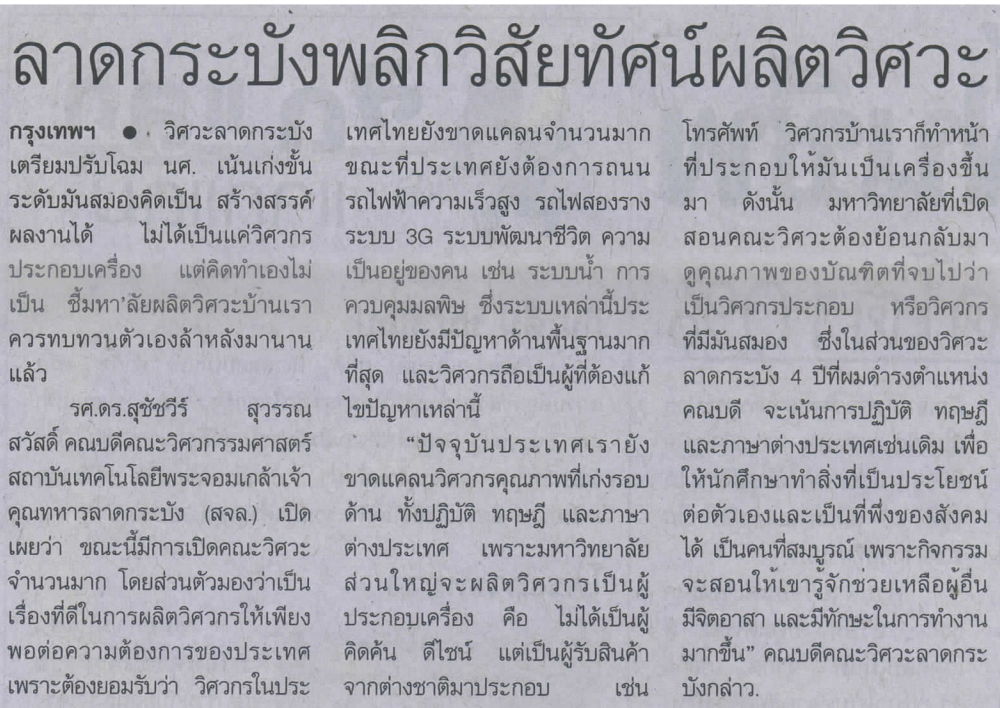 ลาดกระบังพลิกวิสัยทัศน์ผลิตวิศวะ
กรุงเทพฯ ● วิศวะลาดกระบัง
เตรียมปรับโฉม นศ. เน้นเก่งขั้น
ระดับมันสมองคิดเป็น สร้างสรรค์
ผลงานได้ ไม่ได้เป็นแค่วิศวกร
ประกอบเครื่อง แต่คิดทำเองไม่
เป็น ชี้มหา'ลัยผลิตวิศวะบ้านเรา
ควรทบทวนตัวเองล้าหลังมานาน
แล้ว
รศ.ดร.สุชัชวีร์ สุวรรณ
สวัสดิ์ คณบดีคณะวิศวกรรมศาสตร์
สถาบันเทคโนโลยีพระจอมเกล้าเจ้า
คุณทหารลาดกระบัง (สจล.) เปิด
เผยว่า ขณะนี้มีการเปิดคณะวิศวะ
จำนวนมาก โดยส่วนตัวมองว่าเป็น
เรื่องที่ดีในการผลิตวิศวกรให้เพียง
พอต่อความต้องการของประเทศ
เพราะต้องยอมรับว่า วิศวกรในประ
เทศไทยยังขาดแคลนจำนวนมาก
ขณะที่ประเทศยังต้องการถนน
รถไฟฟ้าความเร็วสูง รถไฟสองราง
ระบบ 3G ระบบพัฒนาชีวิต ความ
เป็นอยู่ของคน เช่น ระบบน้ำ การ
ควบคุมมลพิษ ซึ่งระบบเหล่านี้ประ
เทศไทยยังมีปัญหาด้านพื้นฐานมาก
ที่สุด และวิศวกรถือเป็นผู้ที่ต้องแก้
ไขปัญหาเหล่านี้
“ปัจจุบันประเทศเรายัง
ขาดแคลนวิศวกรคุณภาพที่เก่งรอบ
ด้าน ทั้งปฏิบัติ ทฤษฎี และภาษา
ต่างประเทศ เพราะมหาวิทยาลัย
ส่วนใหญ่จะผลิตวิศวกรเป็นผู้
ประกอบเครื่อง คือ ไม่ได้เป็นผู้
คิดค้น ดีไซน์ แต่เป็นผู้รับสินค้า
จากต่างชาติมาประกอบ เช่น
โทรศัพท์ วิศวกรบ้านเราก็ทำหน้า
ที่ประกอบให้มันเป็นเครื่องขึ้น
มา ดังนั้น มหาวิทยาลัยที่เปิด
สอนคณะวิศวะต้องย้อนกลับมา
ดูคุณภาพของบัณฑิตที่จบไปว่า
เป็นวิศวกรประกอบ หรือวิศวกร
ที่มีมันสมอง ซึ่งในส่วนของวิศวะ
ลาดกระบัง 4 ปีที่ผมดำรงตำแหน่ง
คณบดี จะเน้นการปฏิบัติ ทฤษฎี
และภาษาต่างประเทศเช่นเดิม เพื่อ
ให้นักศึกษาทำสิ่งที่เป็นประโยชน์
ต่อตัวเองและเป็นที่พึ่งของสังคม
ได้ เป็นคนที่สมบูรณ์ เพราะกิจกรรม
จะสอนให้เขารู้จักช่วยเหลือผู้อื่น
มีจิตอาสา และมีทักษะในการทำงาน
มากขึ้น” คณบดีคณะวิศวะลาดกระ
บังกล่าว.